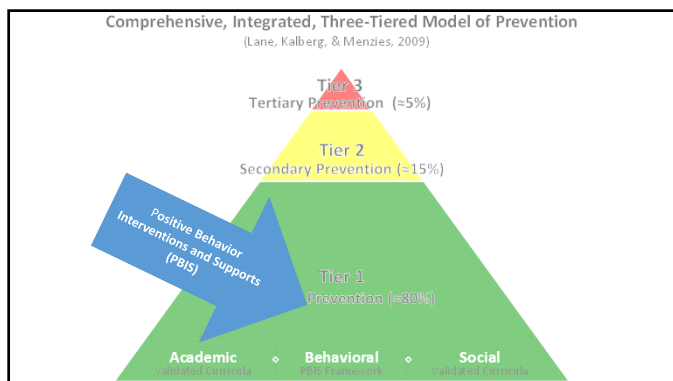 Comprehensive, Integrated, Three-Tiered Model of Prevention
(Lane, Kalberg, & Menzies, 2009)
Tier 3
Tertiary Prevention (≈5%)
Tier 2
Secondary Prevention (≈15%)
Positive Behavior
Interventions and Supports
(PBIS)
Tier 1
Prevention (≈80%)
Academic ◇ Behavioral ◇ Social
Validated Curricula PBIS Framework Validated Curricula